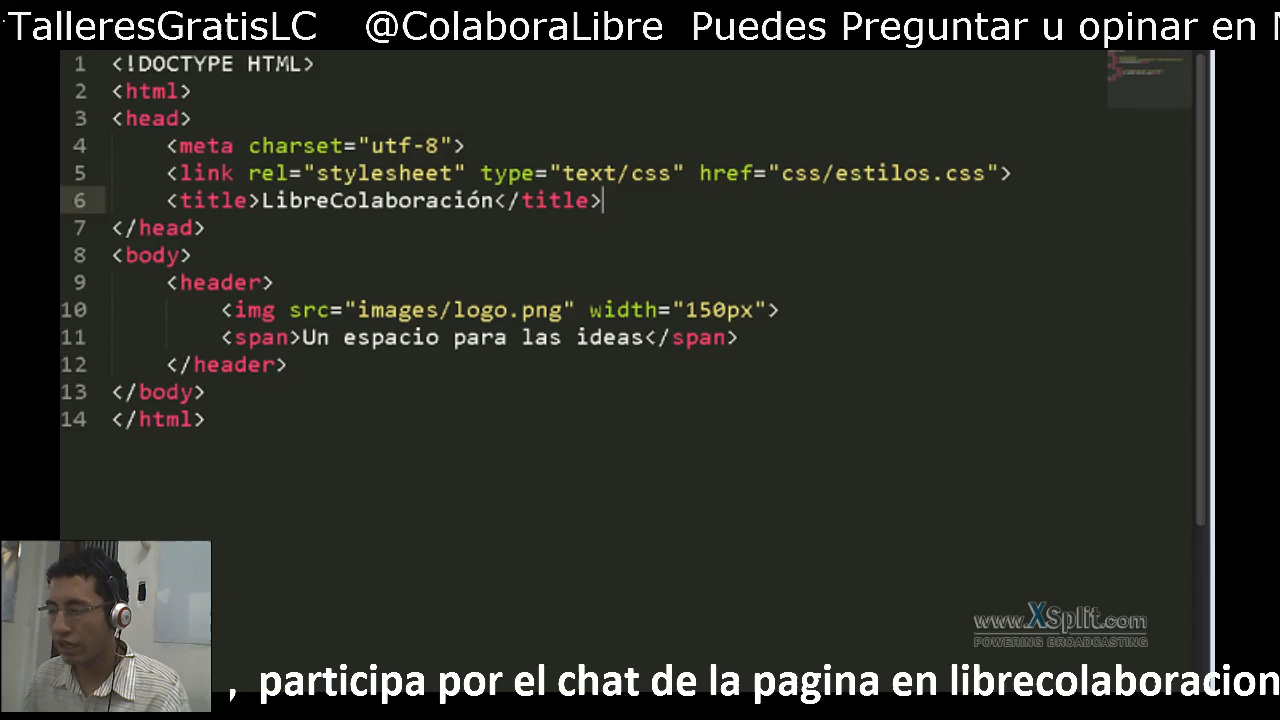 TalleresGratisLC @ColaboraLibre Puedes Preguntar u opinar en
1 <!DOCTYPE HTML>
2 <html>
3 <head>
4 <meta charset="utf-8">
5 <link rel="stylesheet" type="text/css" href="css/estilos.css">
6 <title>LibreColaboración</title>
7 </head>
8 <body>
9 <header>
10 <img src="images/logo.png" width="150px">
11 <span>Un espacio para las ideas</span>
12 </header>
13 </body>
14 </html>
www.XSplit.com
POWERING BROADCASTING
, participa por el chat de la pagina en librecolaboracion